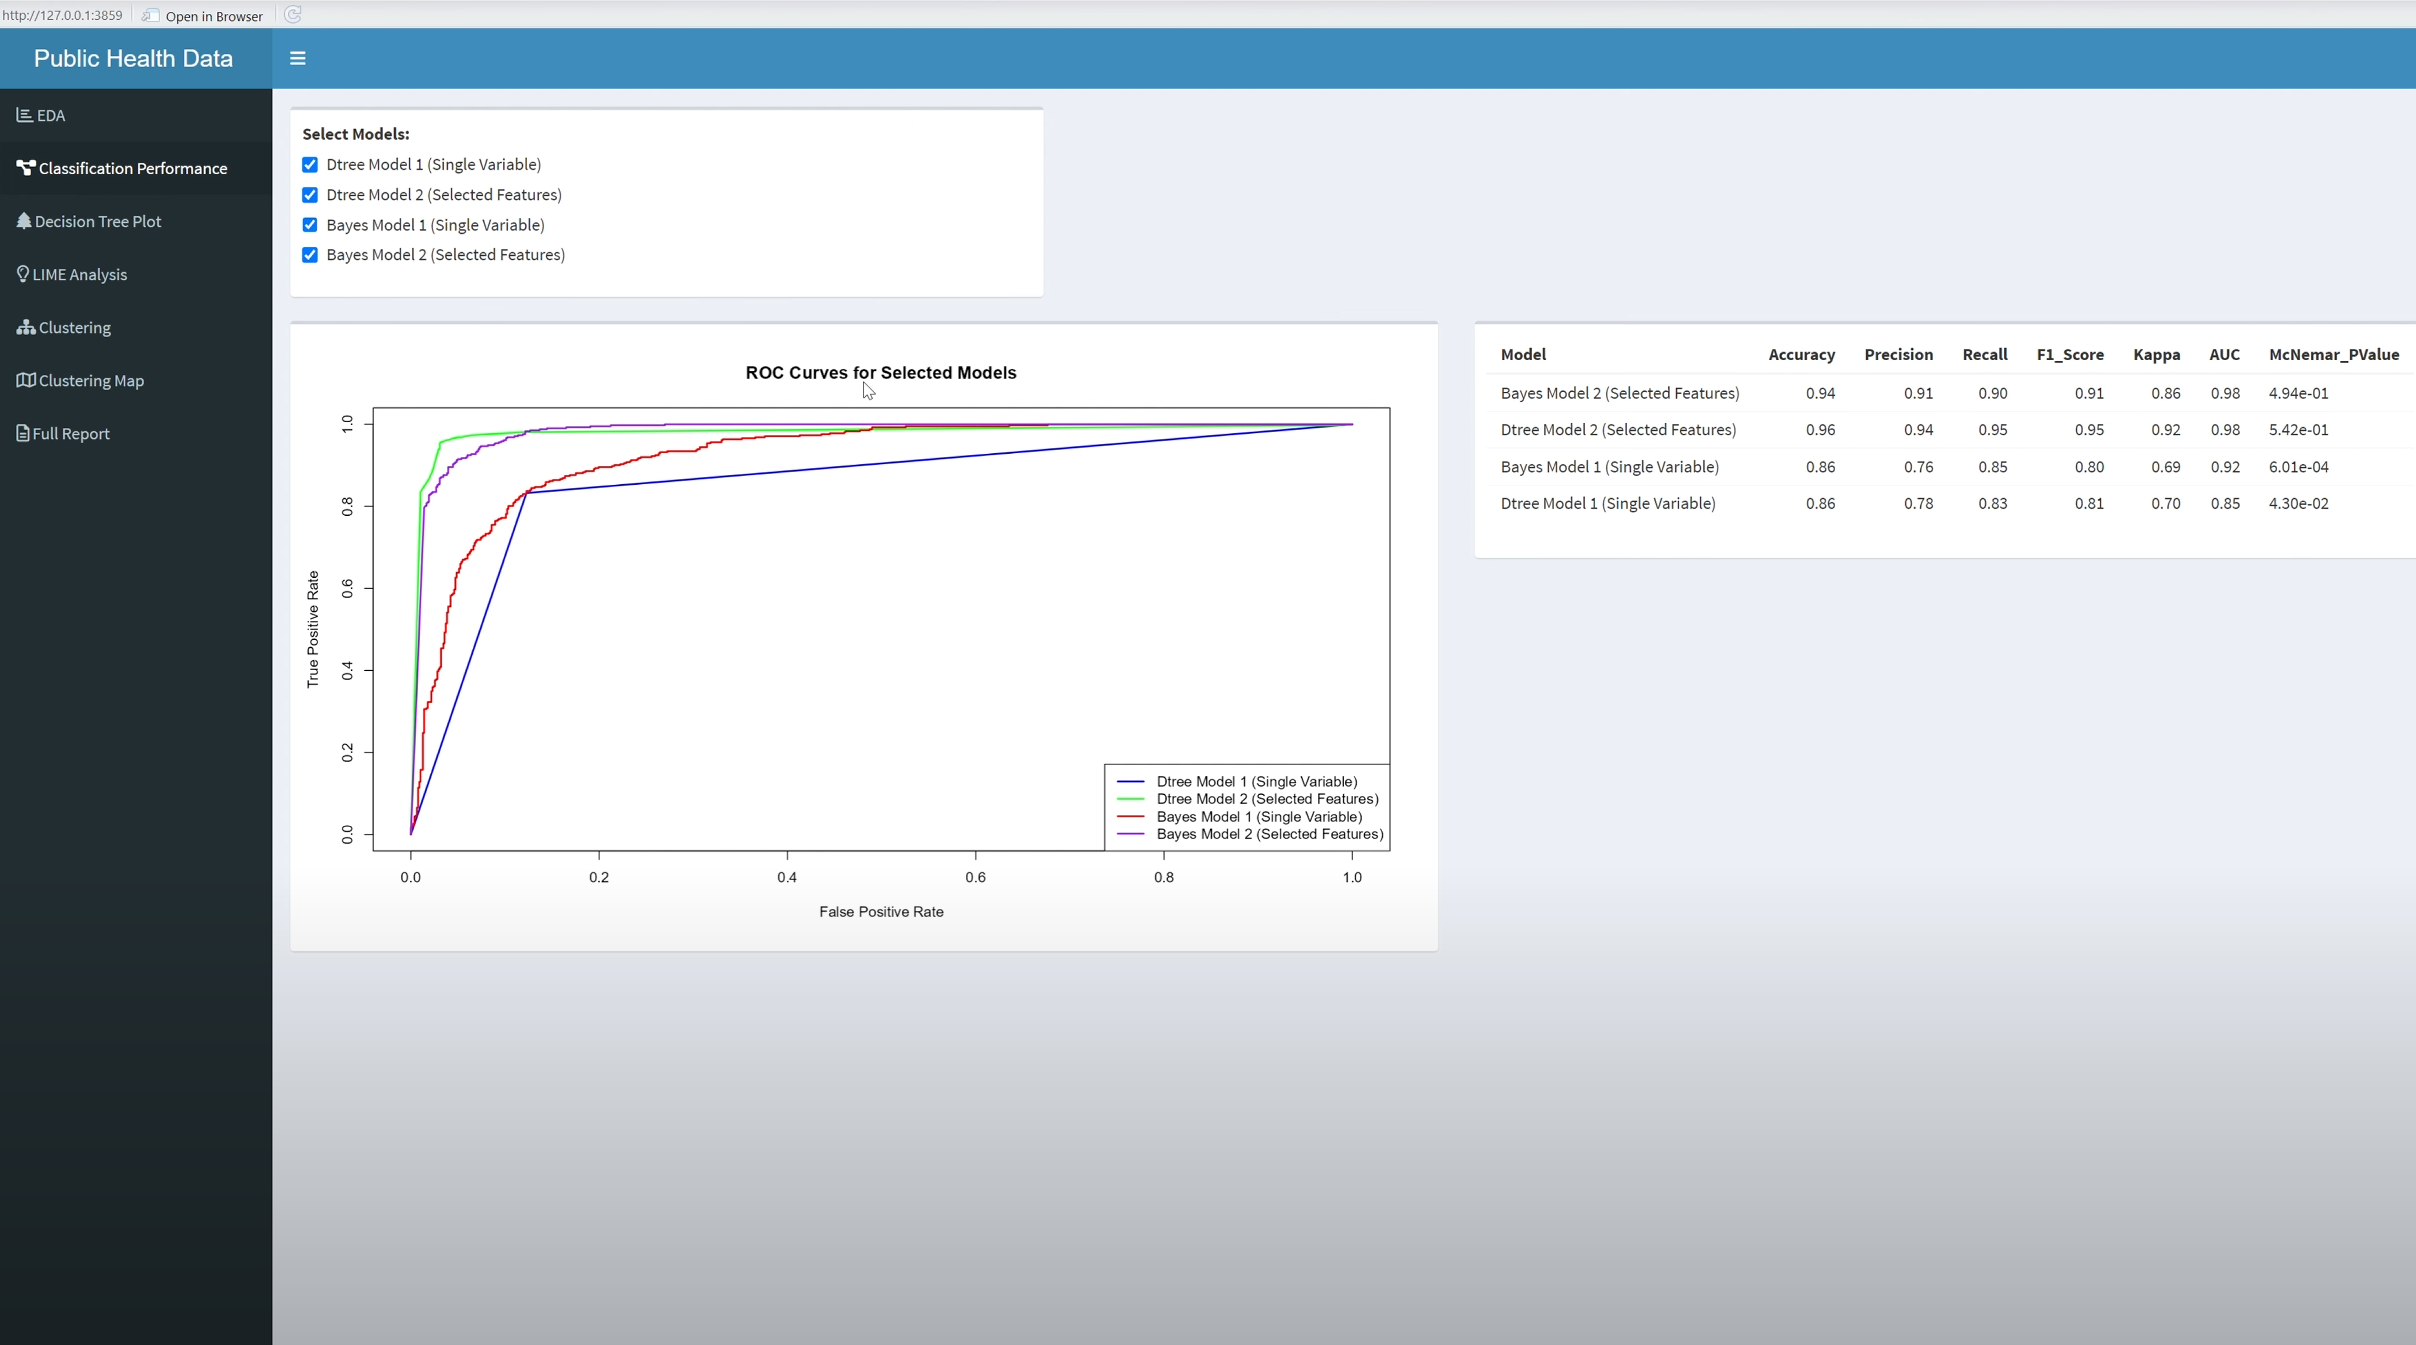 http://127.0.0.1:3859 Open in Browser
Public Health Data
EDA
Classification Performance
Decision Tree Plot
LIME Analysis
Clustering
Clustering Map
Full Report
Select Models:
Dtree Model 1 (Single Variable)
Dtree Model 2 (Selected Features)
Bayes Model 1 (Single Variable)
Bayes Model 2 (Selected Features)
ROC Curves for Selected Models
True Positive Rate
1.0
0.8
0.6
0.4
0.2
0.0
Dtree Model 1 (Single Variable)
Dtree Model 2 (Selected Features)
Bayes Model 1 (Single Variable)
Bayes Model 2 (Selected Features)
0.0 0.2 0.4 0.6 0.8 1.0
False Positive Rate
Model Accuracy Precision Recall F1_Score Kappa AUC McNemar_PValue
Bayes Model 2 (Selected Features) 0.94 0.91 0.90 0.91 0.86 0.98 4.94e-01
Dtree Model 2 (Selected Features) 0.96 0.94 0.95 0.95 0.92 0.98 5.42e-01
Bayes Model 1 (Single Variable) 0.86 0.76 0.85 0.80 0.69 0.92 6.01e-04
Dtree Model 1 (Single Variable) 0.86 0.78 0.83 0.81 0.70 0.85 4.30e-02